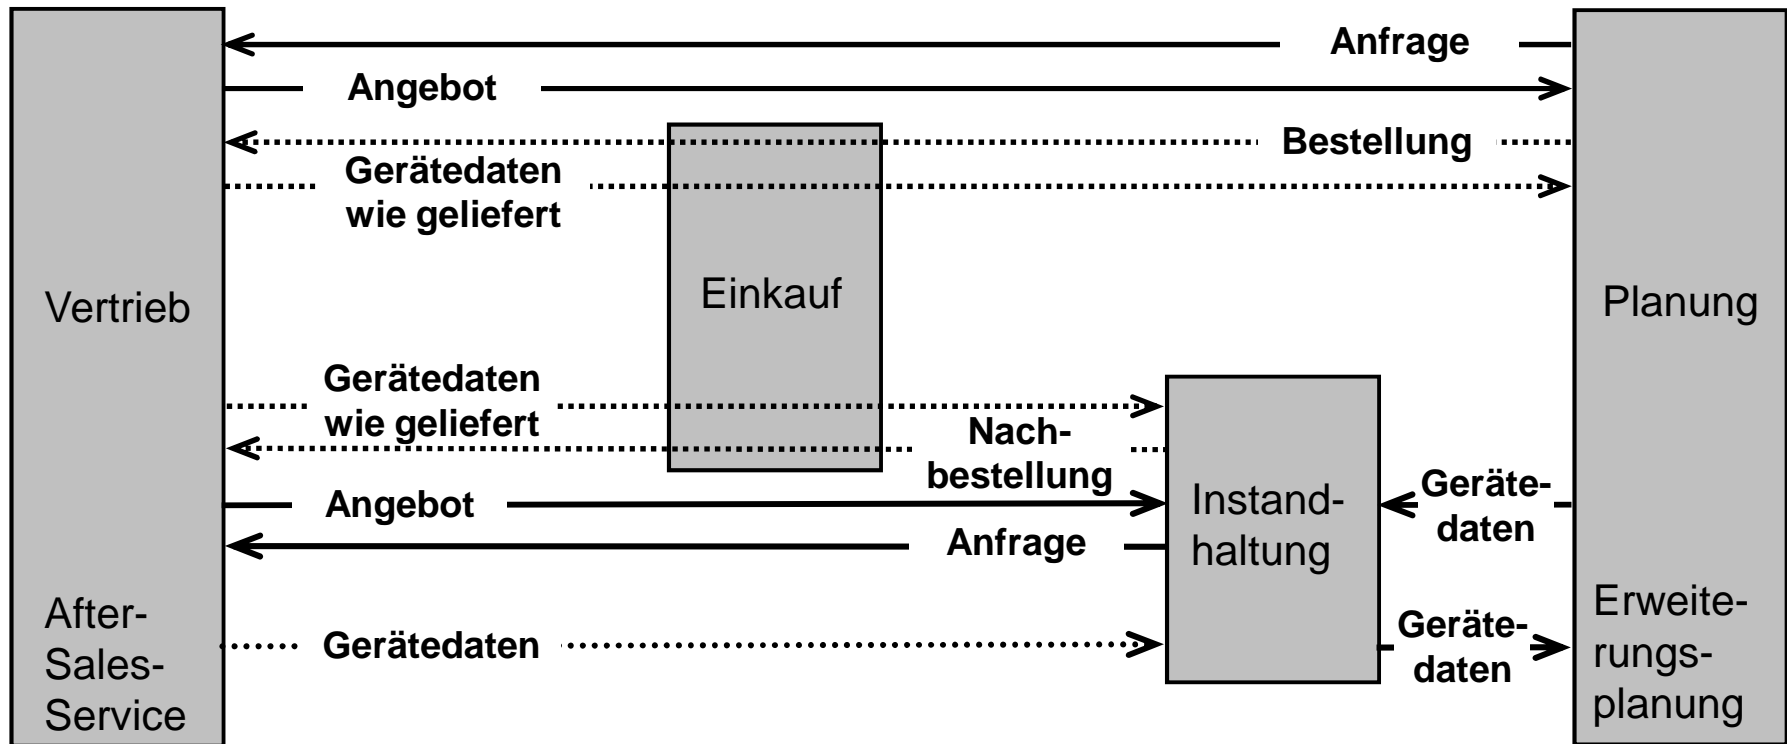 Anfrage
Angebot
Bestellung
Gerätedaten
wie geliefert
Einkauf
Vertrieb
Planung
Gerätedaten
wie geliefert
Nach-
bestellung
Angebot
Anfrage
Instand-
haltung
Geräte-
daten
After-
Sales-
Service
Gerätedaten
Geräte-
daten
Erweite-
rungs-
planung